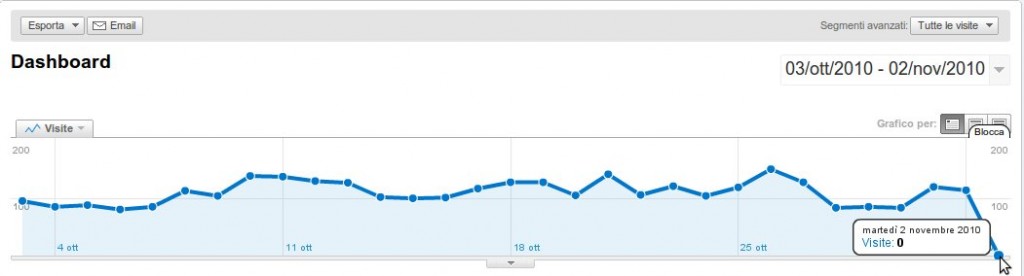 Esporta Email Segmenti avanzati: Tutte le visite
Dashboard
03/ott/2010 - 02/nov/2010
Visite
Grafico per:
Blocca
200 200
100 100
martedì 2 novembre 2010
Visite: 0
4 ott 11 ott 18 ott 25 ott